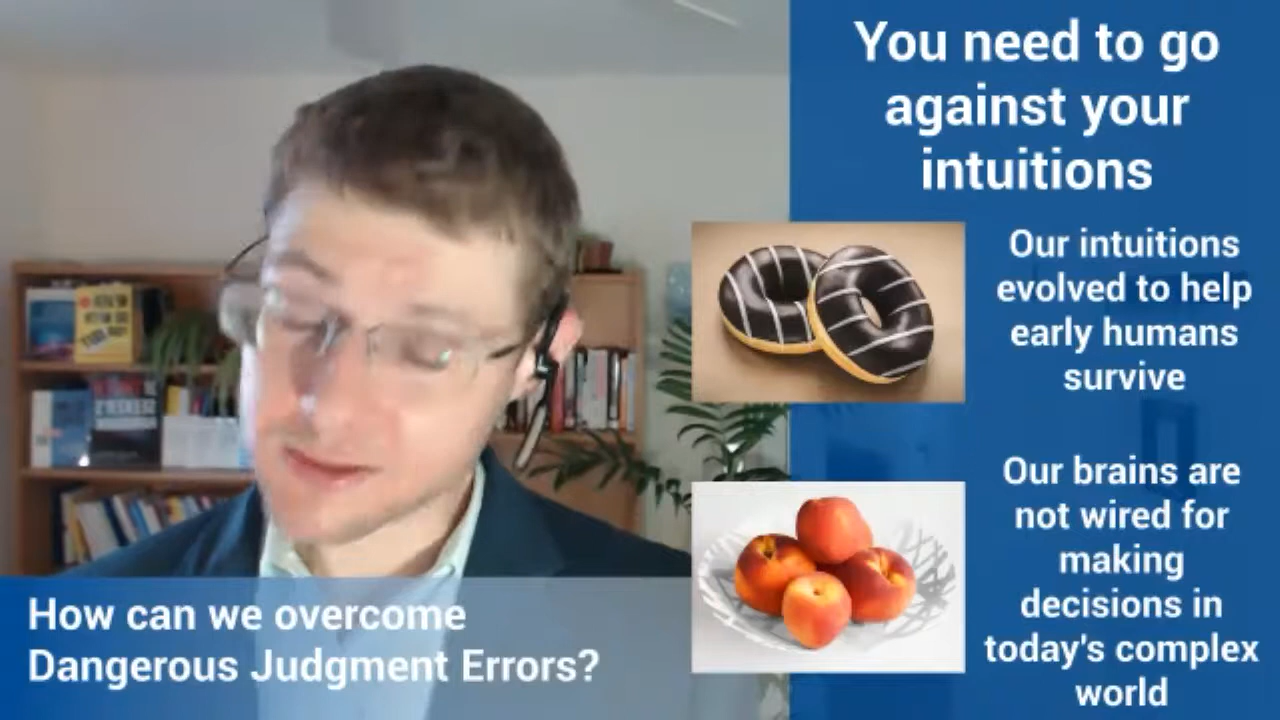 You need to go
against your
intuitions
Our intuitions
evolved to help
early humans
survive
Our brains are
not wired for
making
decisions in
today's complex
world
How can we overcome
Dangerous Judgment Errors?